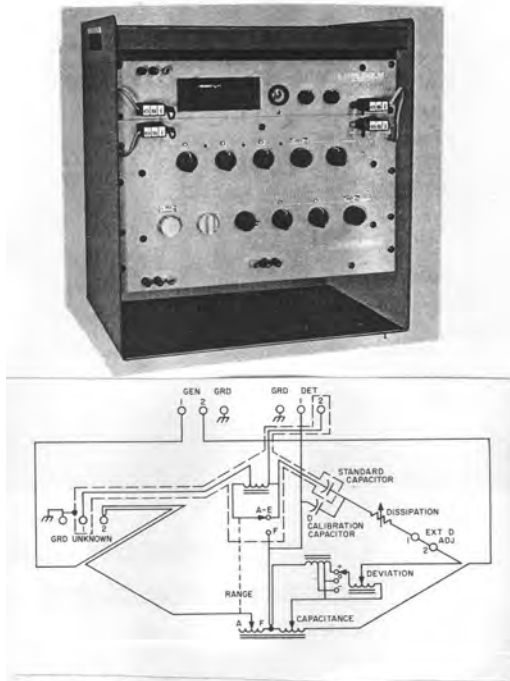 GEN GRD GRD DET
1 2 1 2
STANDARD
CAPACITOR
A-E
D
CALIBRATION
CAPACITOR
DISSIPATION
F
1 EXT D
2 ADJ.
GRD UNKNOWN
1 2
DEVIATION
RANGE
CAPACITANCE
A F